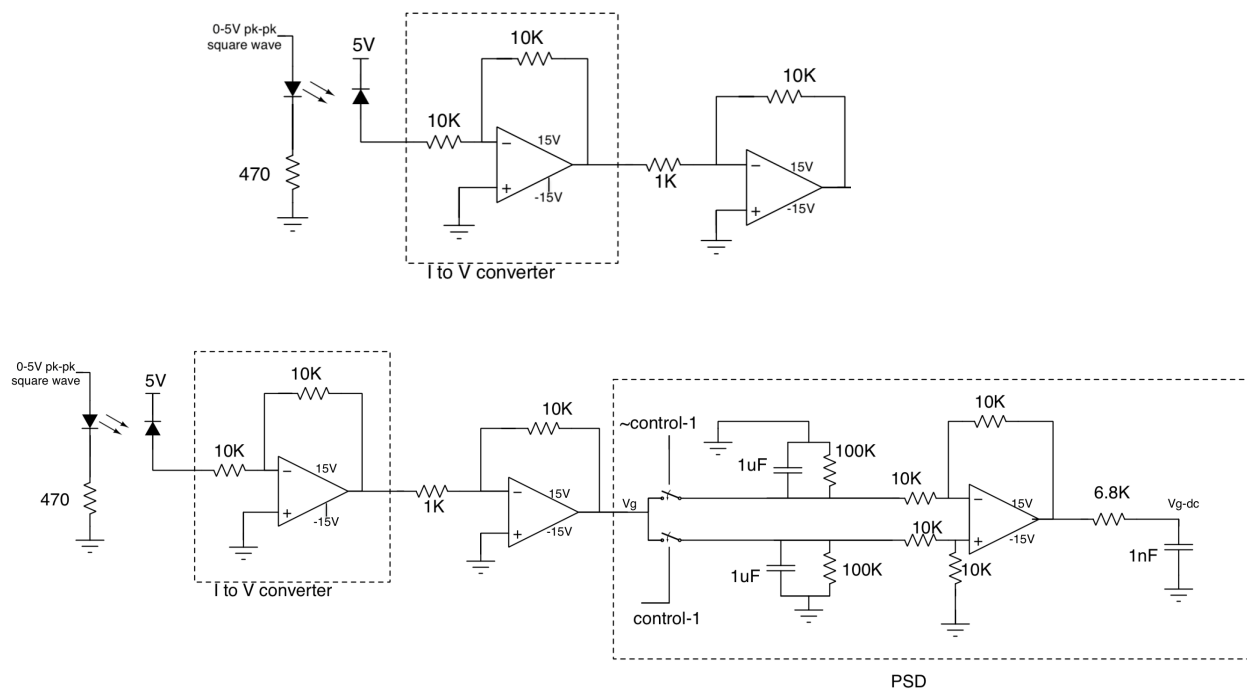 0-5V pk-pk
square wave
5V
10K
10K
10K
15V
-15V
470
1K
15V
-15V
I to V converter
0-5V pk-pk
square wave
5V
10K
10K
10K
15V
-15V
470
1K
15V
-15V
I to V converter
~control-1
1uF
100K
Vg
10K
10K
10K
15V
-15V
6.8K
Vg-dc
1nF
1uF
100K
10K
control-1
PSD